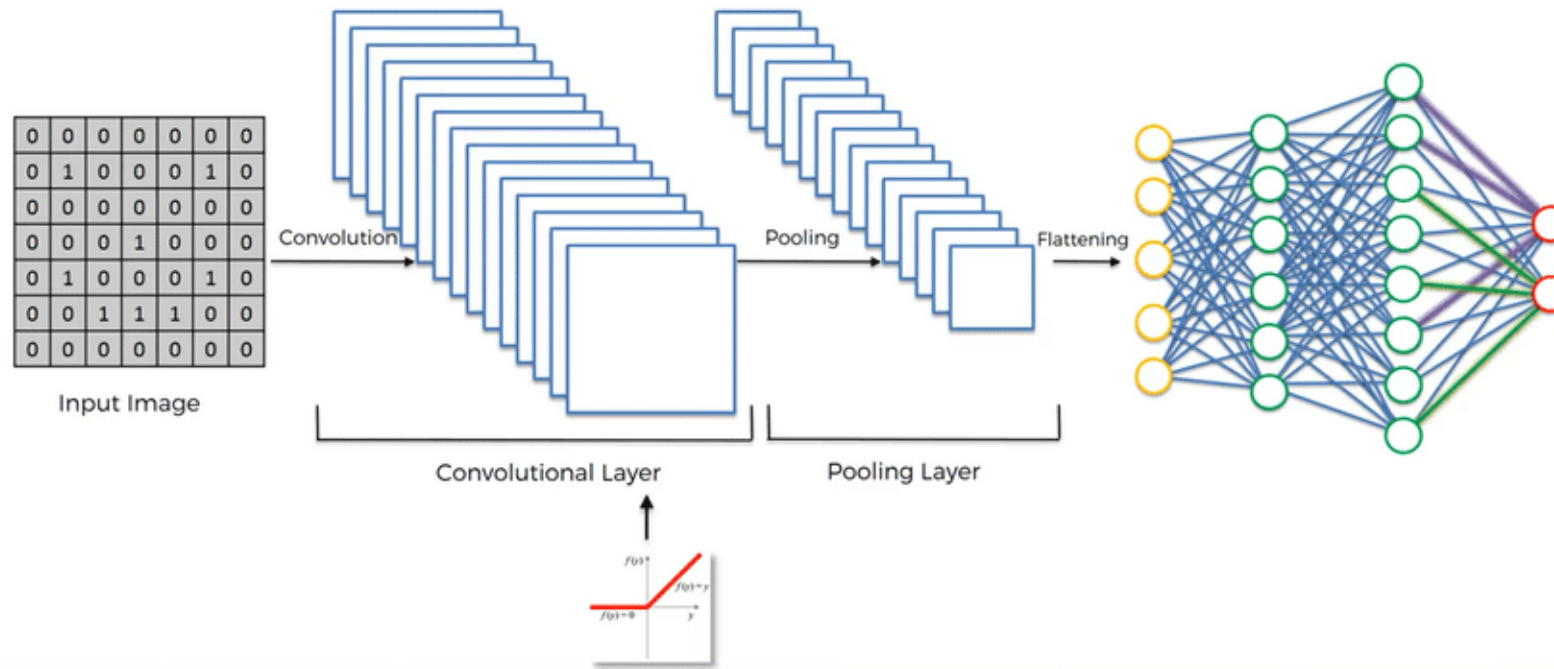 0 0 0 0 0 0 0
0 1 0 0 0 1 0
0 0 0 0 0 0 0
0 0 0 1 0 0 0
0 1 0 0 0 1 0
0 0 1 1 1 0 0
0 0 0 0 0 0 0
Input Image
Convolution
Convolutional Layer
Pooling
Pooling Layer
Flattening
f(y)
f(y)=y
f(y)=0
y